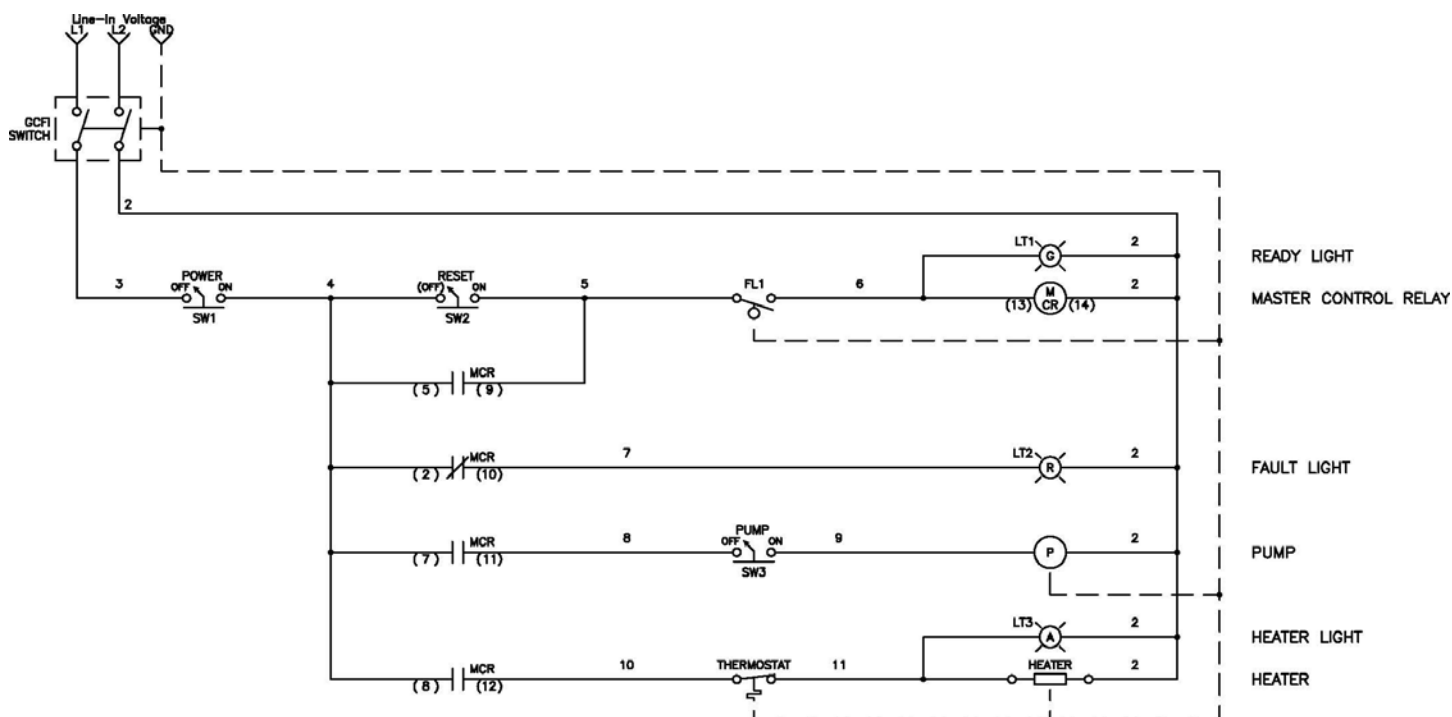 Line-In Voltage
L1 L2 GND
GCFI
SWITCH
2
LT1 G 2 READY LIGHT
POWER RESET
3 OFF ON 4 (OFF) ON 5 FL1 6 M 2 MASTER CONTROL RELAY
SW1 SW2 (13) CR (14)
MCR
(5) (9)
MCR 7 LT2 R 2 FAULT LIGHT
(2) (10)
PUMP
MCR 8 OFF ON 9 P 2 PUMP
(7) (11) SW3
LT3 A 2 HEATER LIGHT
MCR 10 THERMOSTAT 11 HEATER 2 HEATER
(8) (12)